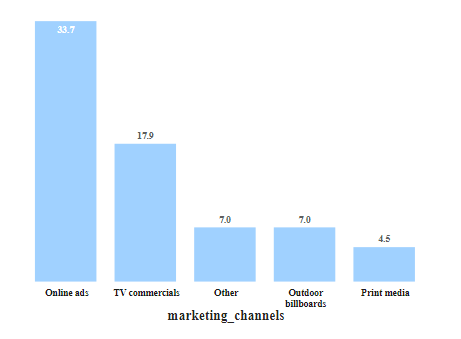 33.7
17.9
7.0
7.0
4.5
Online ads
TV commercials
Other
Outdoor
billboards
Print media
marketing_channels